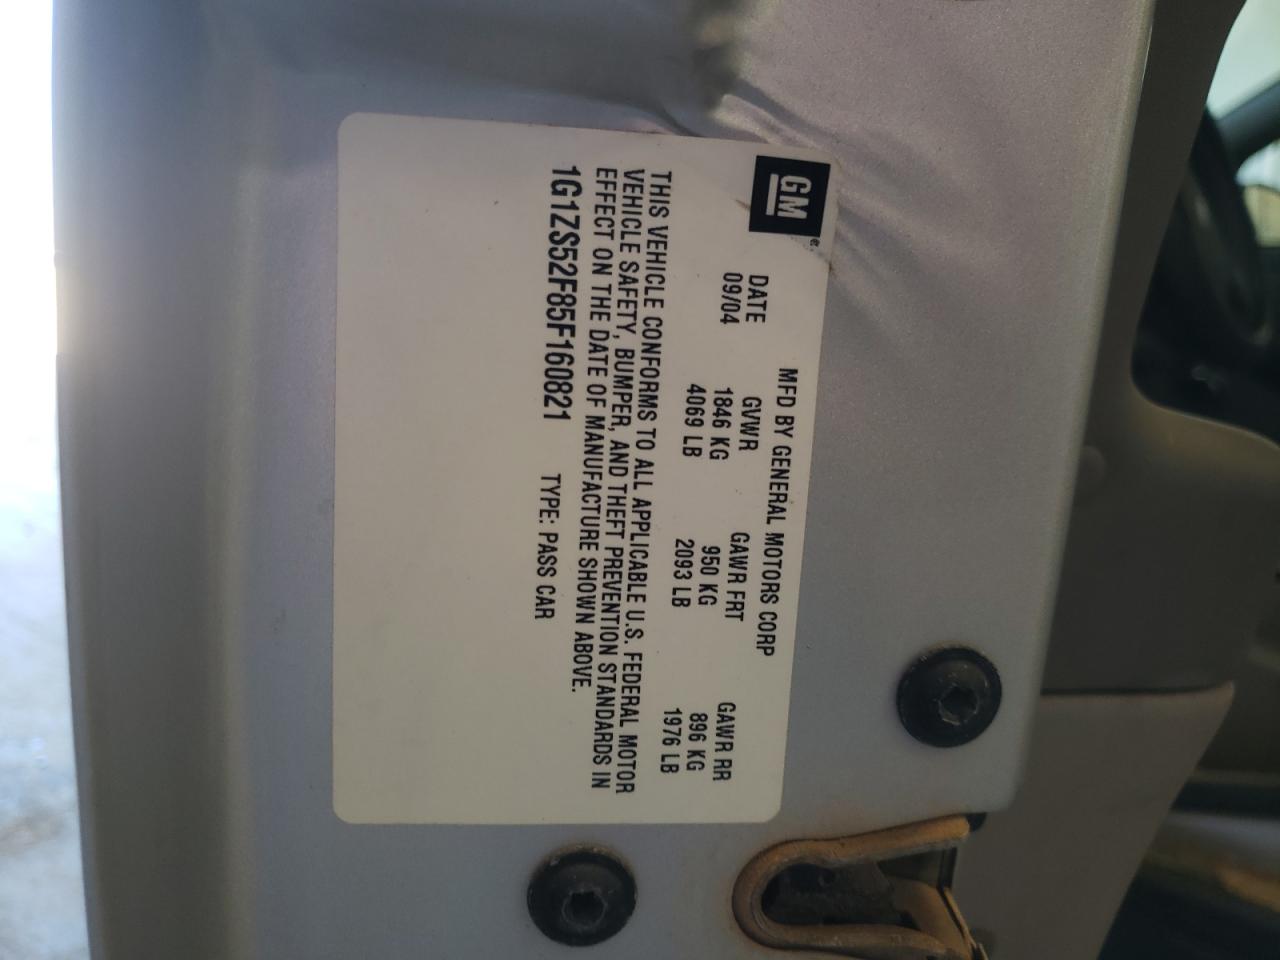 GM
MFD BY GENERAL MOTORS CORP
DATE GVWR GAWR FRT GAWR RR
09/04 1846 KG 950 KG 896 KG
4069 LB 2093 LB 1976 LB
THIS VEHICLE CONFORMS TO ALL APPLICABLE U.S. FEDERAL MOTOR
VEHICLE SAFETY, BUMPER, AND THEFT PREVENTION STANDARDS IN
EFFECT ON THE DATE OF MANUFACTURE SHOWN ABOVE.
1G1ZS52F85F160821 TYPE: PASS CAR